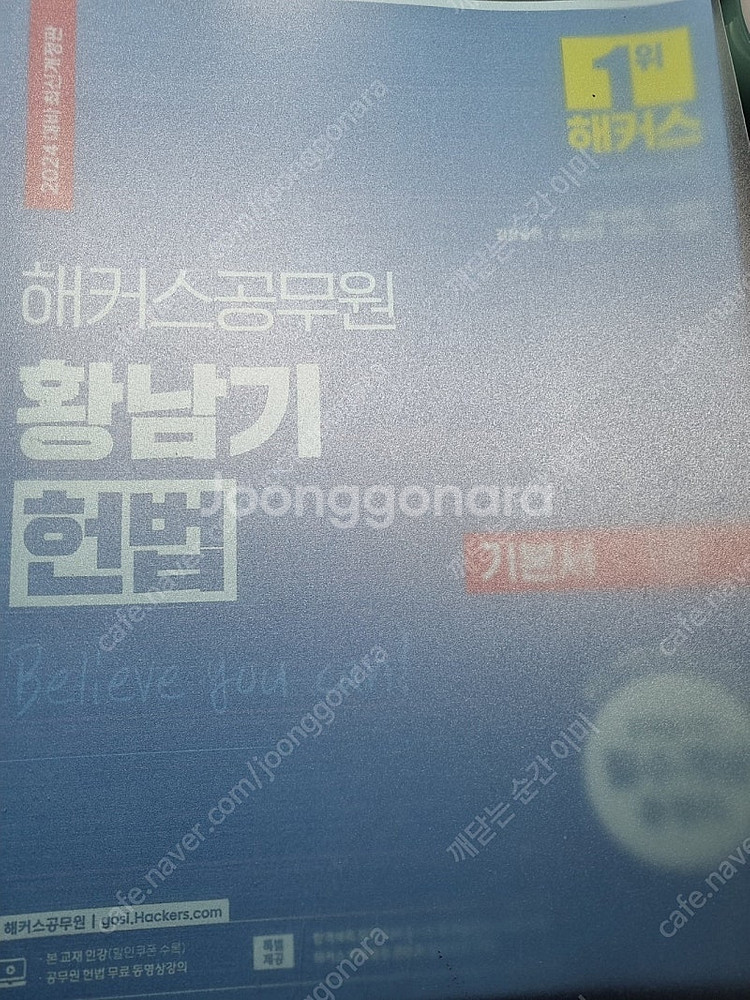 2024 대비 최신개정판
1위
해커스
해커스공무원
황남기
헌법
Joonggonara
기본서
Believe you can!
해커스공무원 | gosi.Hackers.com
· 본 교재 인강(할인쿠폰 수록)
· 공무원 헌법 무료 동영상강의
특별
제공
cafe.naver.com/joonggonara
깨닫는 순간 이미